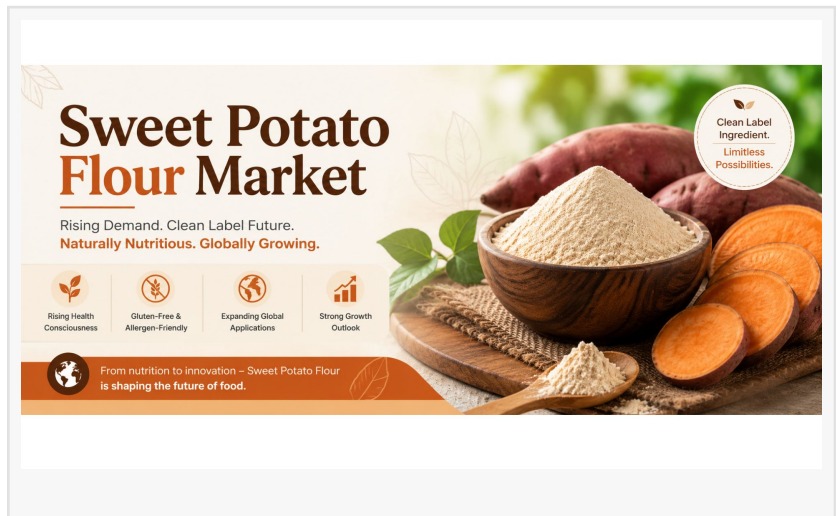 Sweet Potato
Flour Market
Rising Demand. Clean Label Future.
Naturally Nutritious. Globally Growing.
Rising Health
Consciousness
Gluten-Free &
Allergen-Friendly
Expanding Global
Applications
Strong Growth
Outlook
From nutrition to innovation – Sweet Potato Flour
is shaping the future of food.
Clean Label
Ingredient.
Limitless
Possibilities.